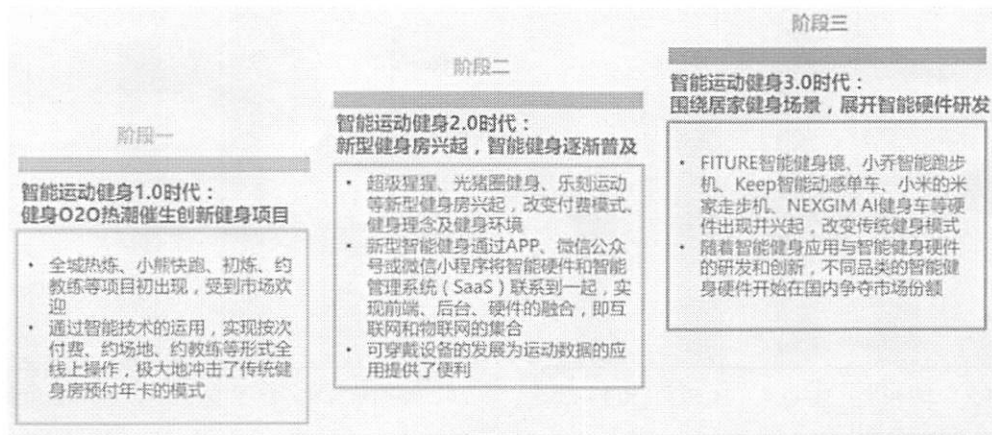 阶段一
智能运动健身1.0时代：
健身O2O热潮催生创新健身项目
• 全城热炼、小熊快跑、初炼、约
教练等项目初出现，受到市场欢
迎
• 通过智能技术的运用，实现按次
付费、约场地、约教练等形式全
线上操作，极大地冲击了传统健
身房预付年卡的模式
阶段二
智能运动健身2.0时代：
新型健身房兴起，智能健身逐渐普及
• 超级猩猩、光猪圈健身、乐刻运动
等新型健身房兴起，改变付费模式、
健身理念及健身环境
• 新型智能健身通过APP、微信公众
号或微信小程序将智能硬件和智能
管理系统（SaaS）联系到一起，实
现前端、后台、硬件的融合，即互
联网和物联网的集合
• 可穿戴设备的发展为运动数据的应
用提供了便利
阶段三
智能运动健身3.0时代：
围绕居家健身场景，展开智能硬件研发
• FITURE智能健身镜、小乔智能跑步
机、Keep智能动感单车、小米的米
家走步机、NEXGIM AI健身车等硬
件出现并兴起，改变传统健身模式
• 随着智能健身应用与智能健身硬件
的研发和创新，不同品类的智能健
身硬件开始在国内争夺市场份额